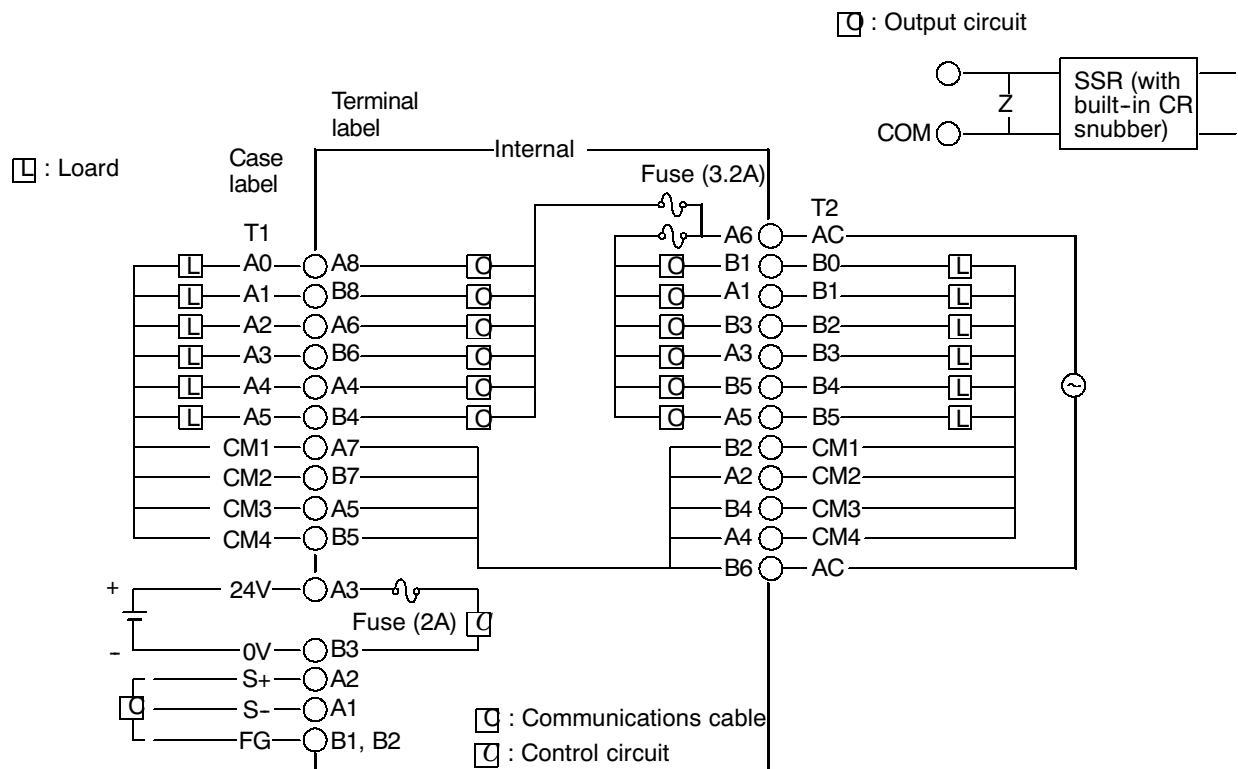 O : Output circuit
Z
SSR (with
built-in CR
snubber)
COM
Terminal
label
Internal
L : Loard
Case
label
Fuse (3.2A)
T1
T2
A6 AC
L A0 A8 O O B1 B0 L
L A1 B8 O O A1 B1 L
L A2 A6 O O B3 B2 L
L A3 B6 O O A3 B3 L
L A4 A4 O O B5 B4 L
L A5 B4 O O A5 B5 L
CM1 A7 B2 CM1
CM2 B7 A2 CM2
CM3 A5 B4 CM3
CM4 B5 A4 CM4
B6 AC
+ 24V A3
Fuse (2A) C
- 0V B3
S+ A2
C S- A1
FG B1, B2
C : Communications cable
C : Control circuit